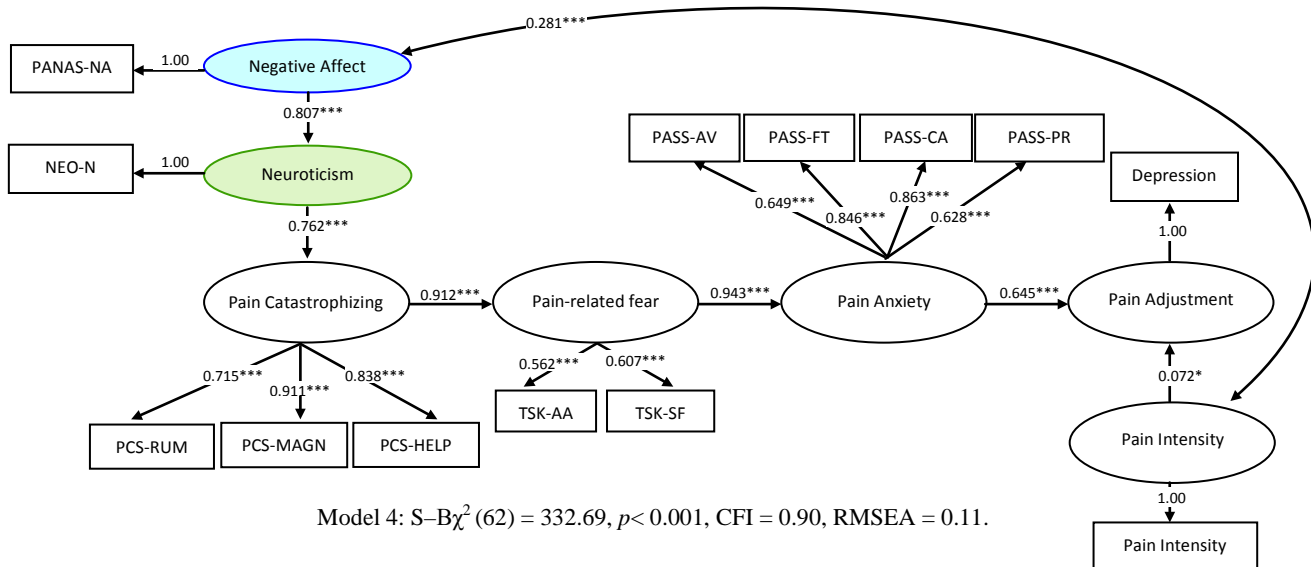 0.281***
PANAS-NA
1.00
Negative Affect
0.807***
NEO-N
1.00
Neuroticism
0.762***
PASS-AV
PASS-FT
PASS-CA
PASS-PR
0.649***
0.846***
0.863***
0.628***
Depression
1.00
Pain Catastrophizing
0.912***
Pain-related fear
0.943***
Pain Anxiety
0.645***
Pain Adjustment
0.715***
0.911***
0.838***
0.562***
0.607***
0.072*
PCS-RUM
PCS-MAGN
PCS-HELP
TSK-AA
TSK-SF
Pain Intensity
1.00
Pain Intensity
Model 4: S–Bχ² (62) = 332.69, p< 0.001, CFI = 0.90, RMSEA = 0.11.